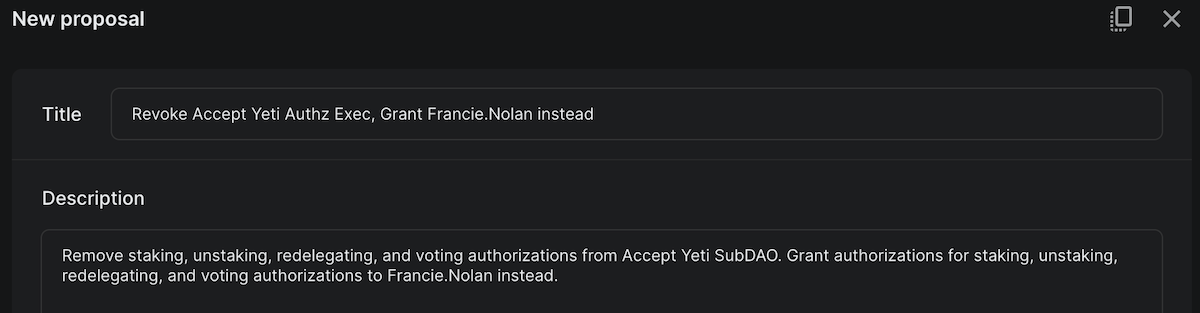 New proposal
Title
Revoke Accept Yeti Authz Exec, Grant Francie.Nolan instead
Description
Remove staking, unstaking, redelegating, and voting authorizations from Accept Yeti SubDAO. Grant authorizations for staking, unstaking,
redelegating, and voting authorizations to Francie.Nolan instead.